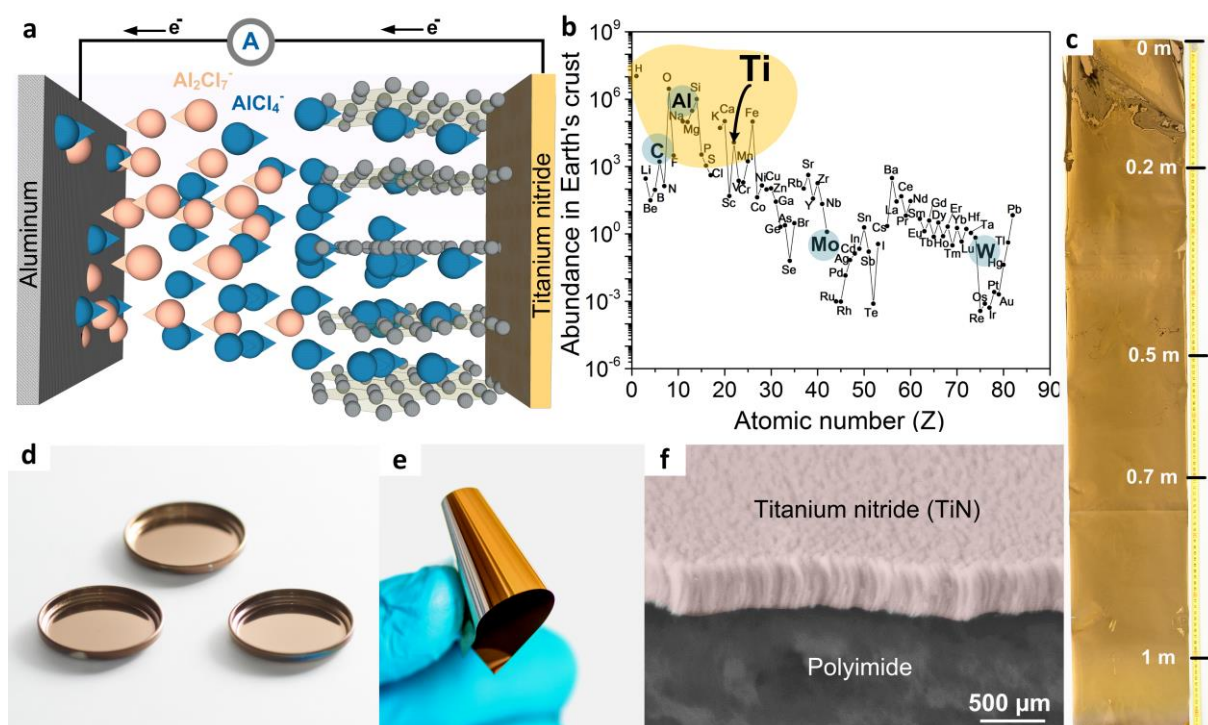 a
e⁻
A
e⁻
Al₂Cl₇⁻
AlCl₄⁻
Aluminum
Titanium nitride
b
Abundance in Earth's crust
10⁹
10⁶
10³
10⁰
10⁻³
10⁻⁶
0 10 20 30 40 50 60 70 80 90
Atomic number (Z)
H
O
Al
Si
Ti
Na
Mg
K
Ca
Fe
C
F
P
S
Cl
Mn
Li
Be
B
N
Sc
V
Cr
Co
Ni
Cu
Zn
Ga
Ge
As
Se
Br
Rb
Sr
Y
Zr
Nb
Mo
Ru
Rh
Pd
Ag
Cd
In
Sn
Sb
Te
I
Cs
Ba
La
Ce
Pr
Nd
Sm
Eu
Gd
Tb
Dy
Ho
Er
Tm
Yb
Lu
Hf
Ta
W
Re
Os
Ir
Pt
Au
Hg
Tl
Pb
c
0 m
0.2 m
0.5 m
0.7 m
1 m
d
e
f
Titanium nitride (TiN)
Polyimide
500 μm